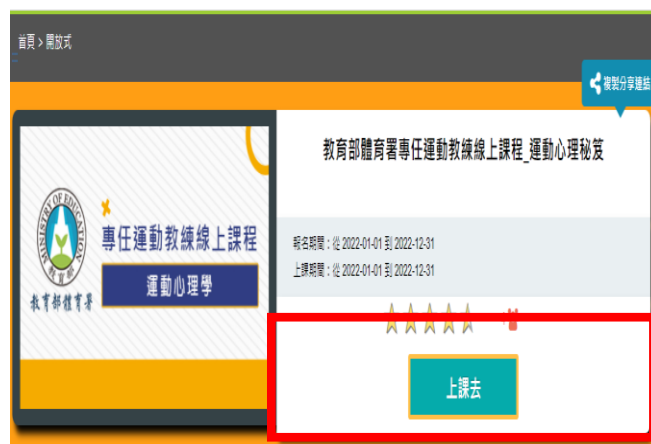 首頁 > 開放式
複製分享連結
教育部體育署專任運動教練線上課程_運動心理秘笈
MINISTRY OF EDUCATION
教育部
教育部體育署
專任運動教練線上課程
運動心理學
報名期間：從 2022-01-01 到 2022-12-31
上課期間：從 2022-01-01 到 2022-12-31
上課去